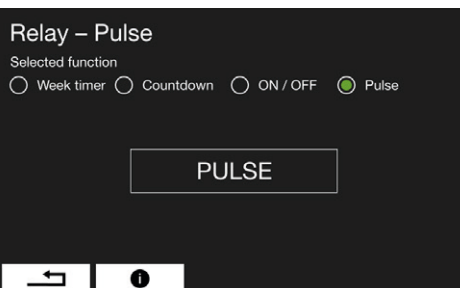 Relay – Pulse
Selected function
Week timer Countdown ON / OFF Pulse
PULSE